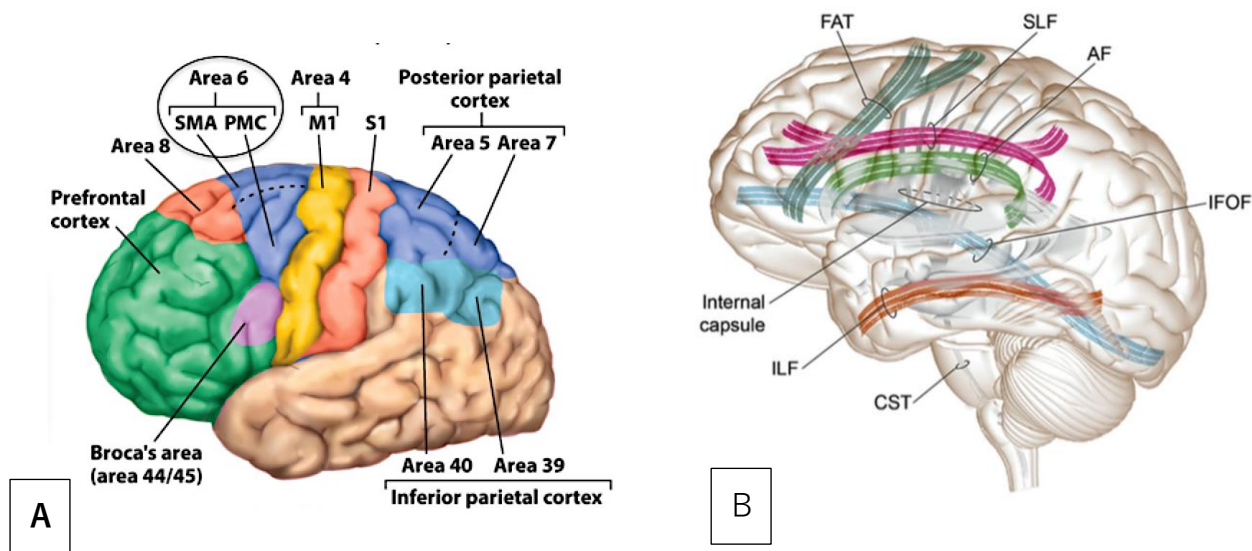 Area 6
SMA PMC
Area 4
M1
S1
Posterior parietal
cortex
Area 5 Area 7
Area 8
Prefrontal
cortex
Broca's area
(area 44/45)
Area 40 Area 39
Inferior parietal cortex
A
FAT
SLF
AF
IFOF
Internal
capsule
ILF
CST
B